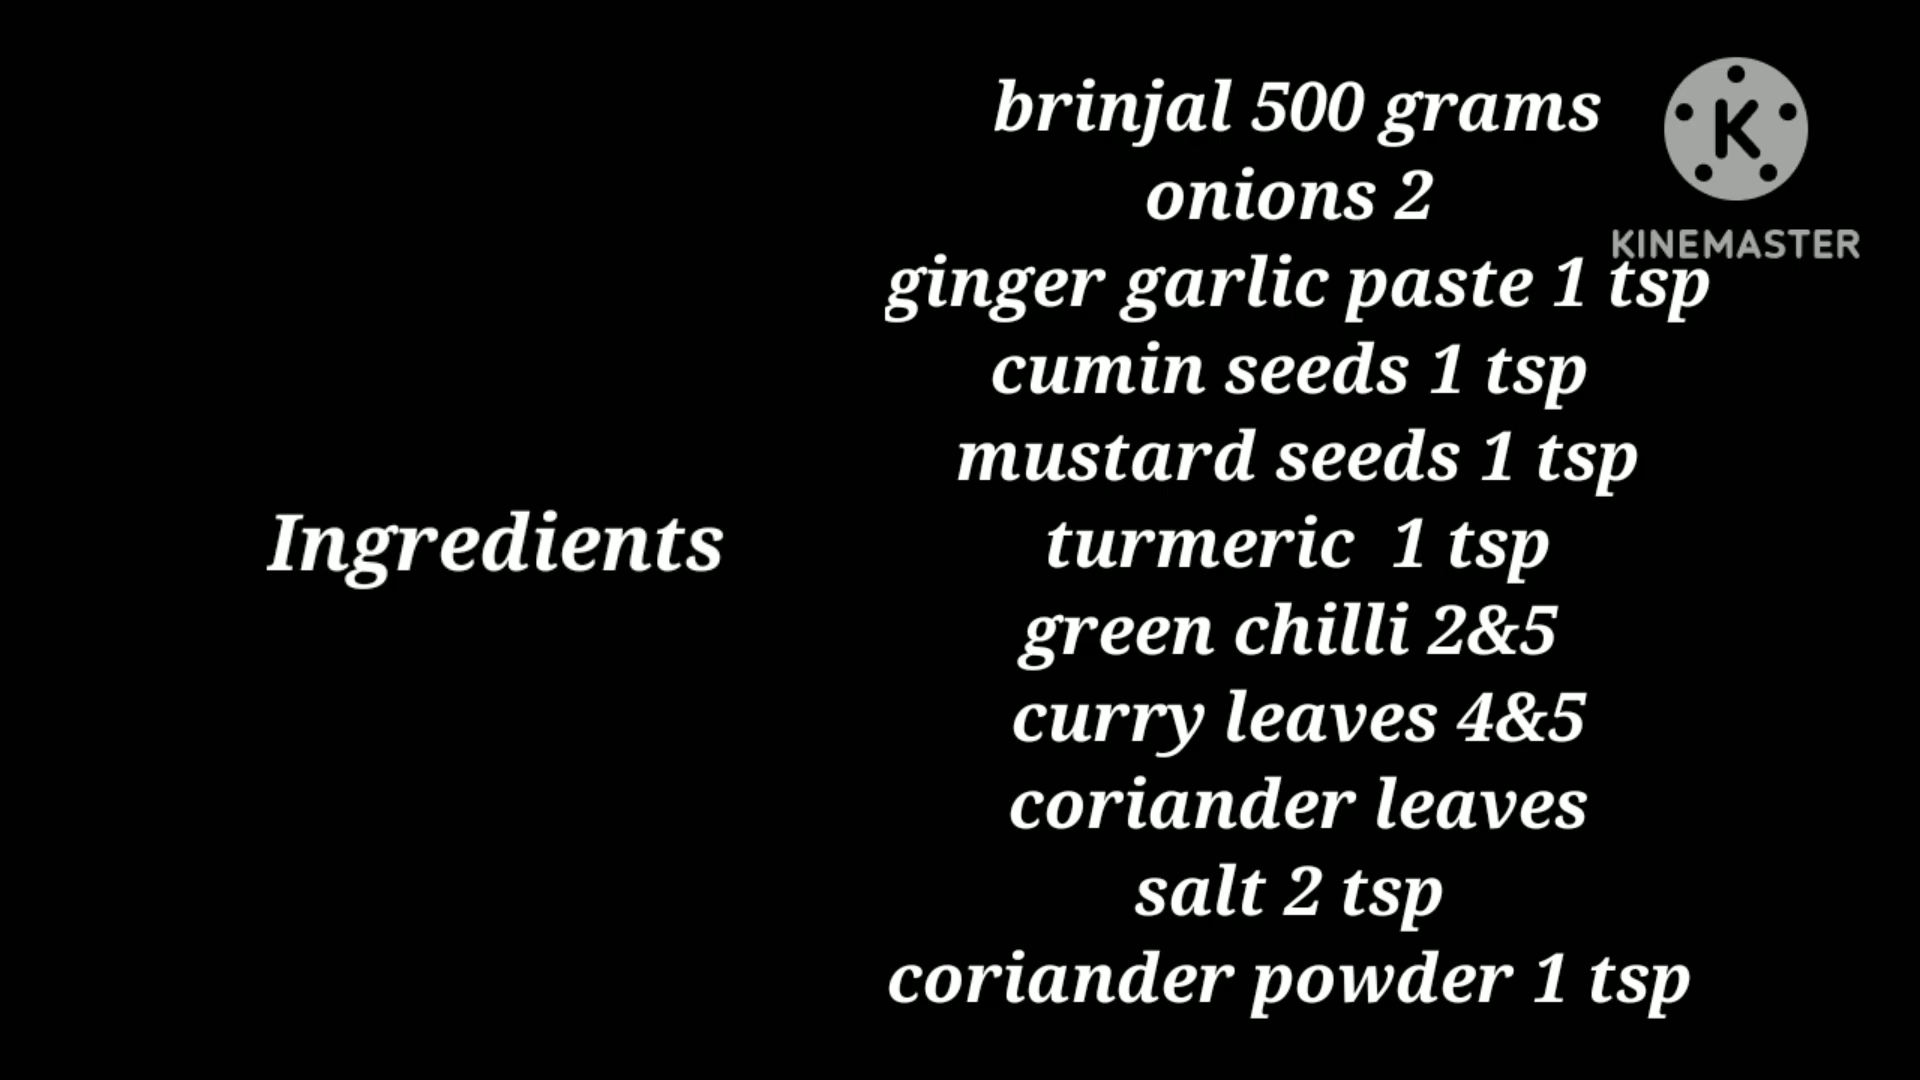 Ingredients
brinjal 500 grams
onions 2
ginger garlic paste 1 tsp
cumin seeds 1 tsp
mustard seeds 1 tsp
turmeric  1 tsp
green chilli 2&5
curry leaves 4&5
coriander leaves
salt 2 tsp
coriander powder 1 tsp
K
KINEMASTER